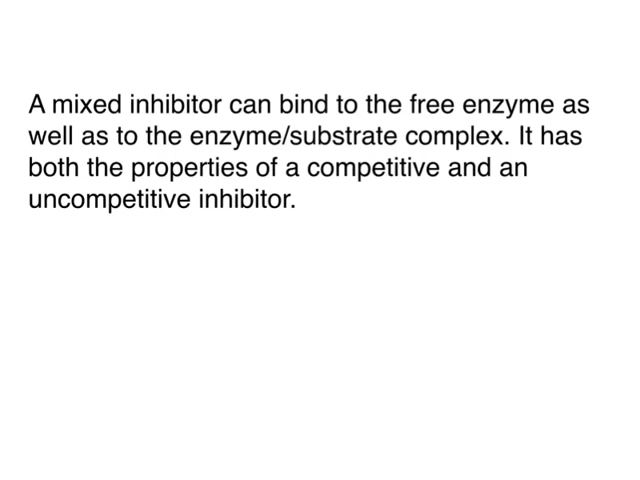 A mixed inhibitor can bind to the free enzyme as
well as to the enzyme/substrate complex. It has
both the properties of a competitive and an
uncompetitive inhibitor.